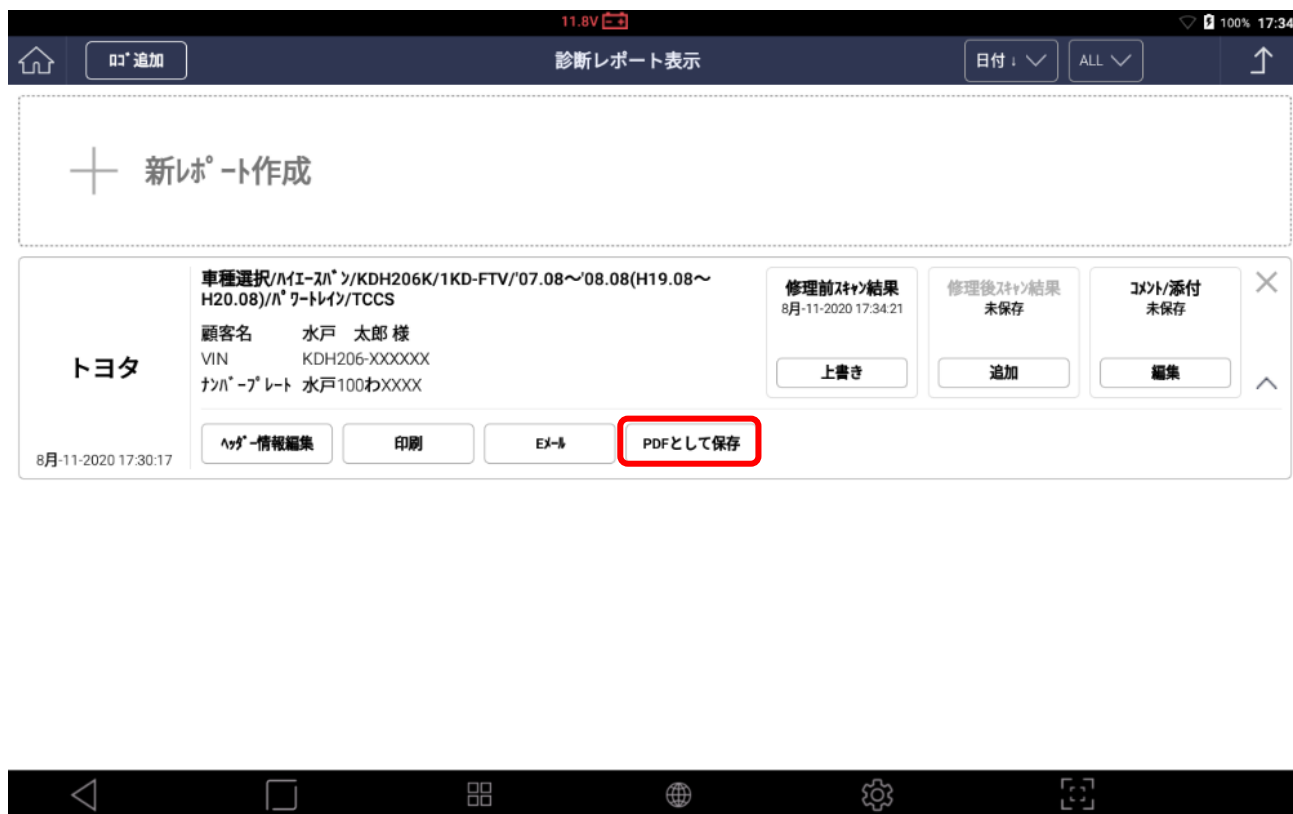 11.8V
100% 17:34
ﾛｺﾞ追加
診断レポート表示
日付↓
ALL
新ﾚﾎﾟｰﾄ作成
車種選択/ﾊｲｴｰｽﾊﾞﾝ/KDH206K/1KD-FTV/'07.08～'08.08(H19.08～
H20.08)/ﾊﾟﾜｰﾄﾚｲﾝ/TCCS
顧客名 水戸　太郎 様
VIN KDH206-XXXXXX
ﾅﾝﾊﾞｰﾌﾟﾚｰﾄ 水戸100わXXXX
トヨタ
8月-11-2020 17:30:17
修理前ｽｷｬﾝ結果
8月-11-2020 17:34:21
上書き
修理後ｽｷｬﾝ結果
未保存
追加
ｺﾒﾝﾄ/添付
未保存
編集
ﾍｯﾀﾞｰ情報編集
印刷
Eﾒｰﾙ
PDFとして保存